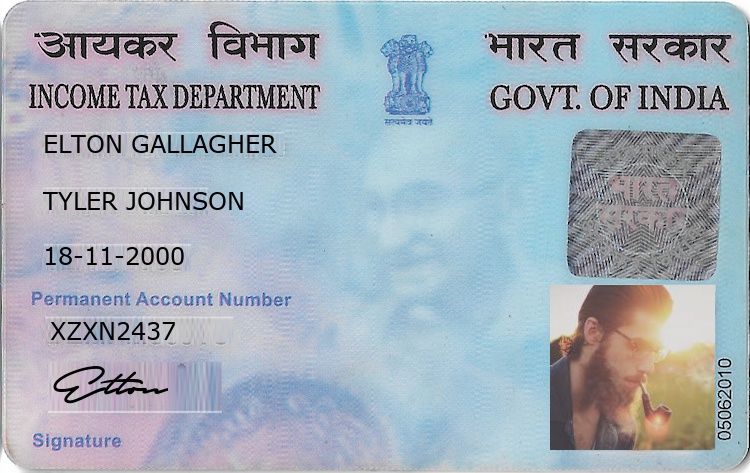 आयकर विभाग
भारत सरकार
INCOME TAX DEPARTMENT
GOVT. OF INDIA
सत्यमेव जयते
ELTON GALLAGHER
TYLER JOHNSON
18-11-2000
भारत
सरकार
Permanent Account Number
XZXN2437
Elton
Signature
05062010